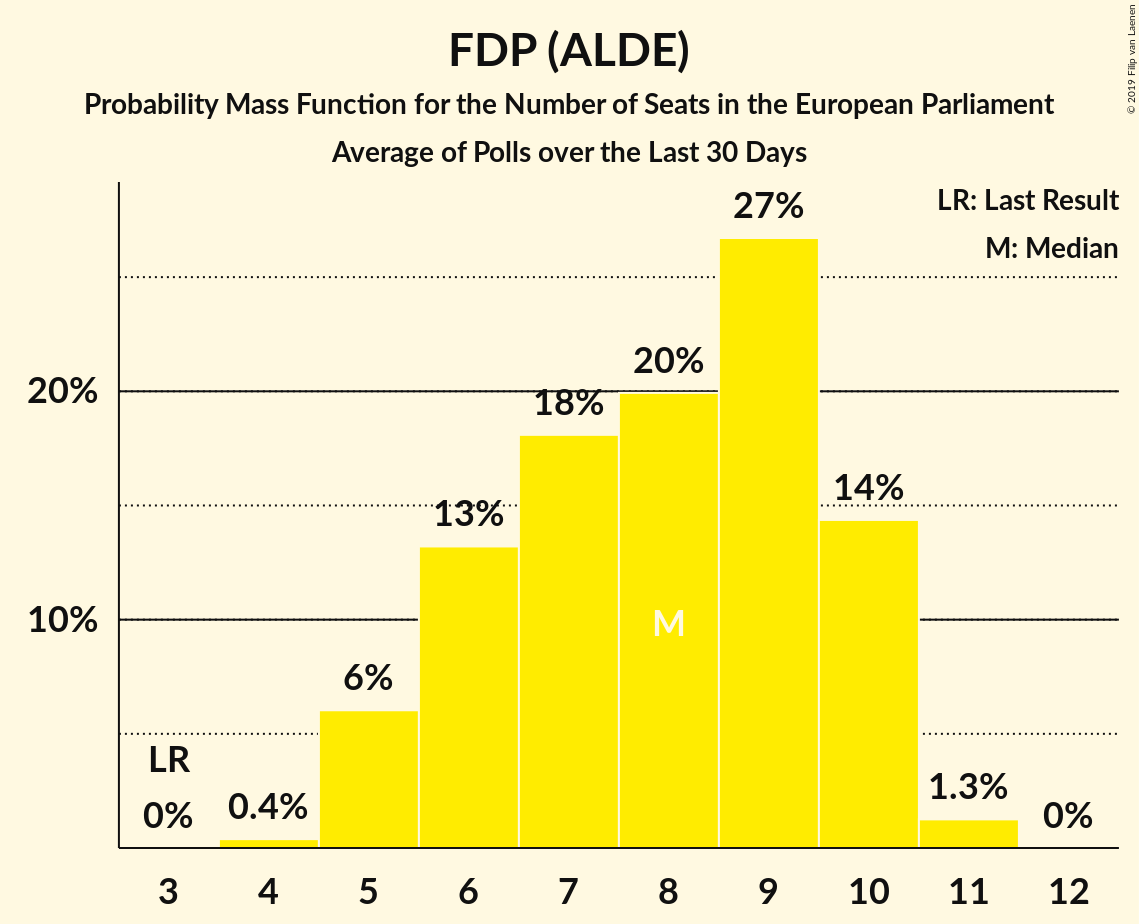 FDP (ALDE)
Probability Mass Function for the Number of Seats in the European Parliament
Average of Polls over the Last 30 Days
© 2019 Filip van Laenen
LR: Last Result
M: Median
27%
20%
20%
18%
14%
13%
M
10%
6%
LR
0%
0.4%
1.3%
0%
3 4 5 6 7 8 9 10 11 12